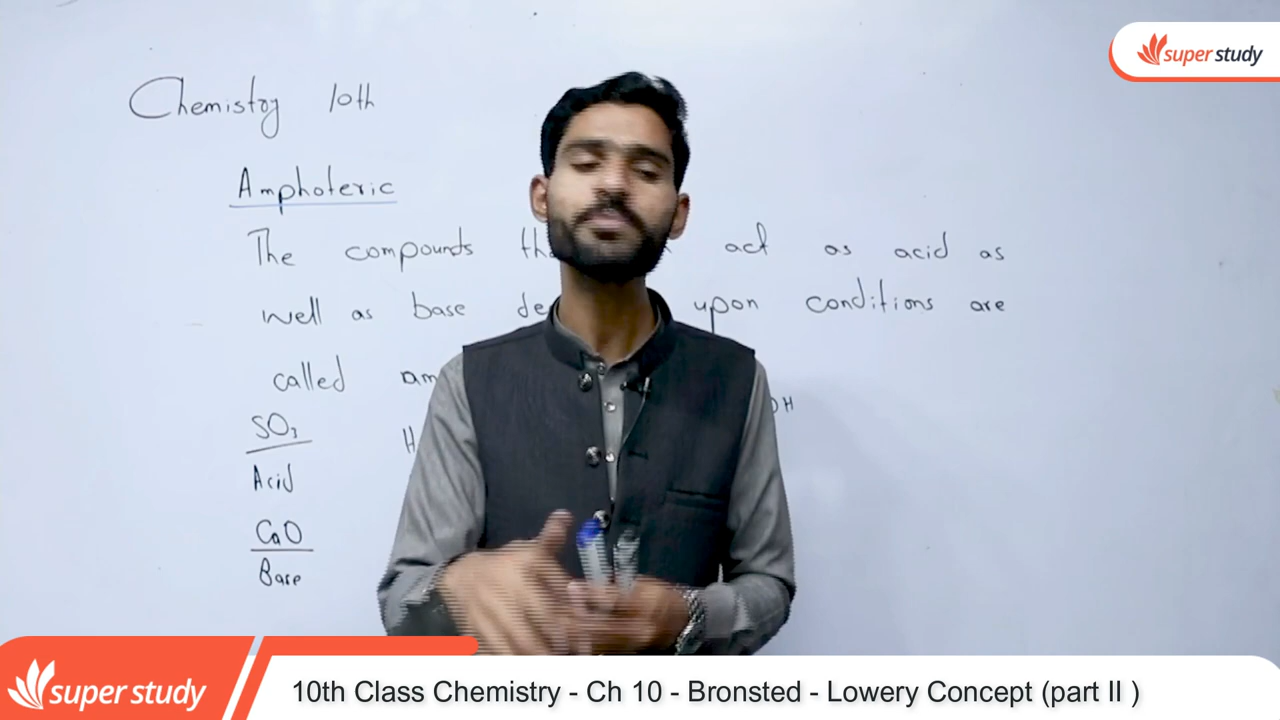 super study
Chemistry 10th
Amphoteric
The compounds act as acid as
well as base upon conditions are
called
SO₃
Acid
CaO
Base
super study
10th Class Chemistry - Ch 10 - Bronsted - Lowery Concept (part II )